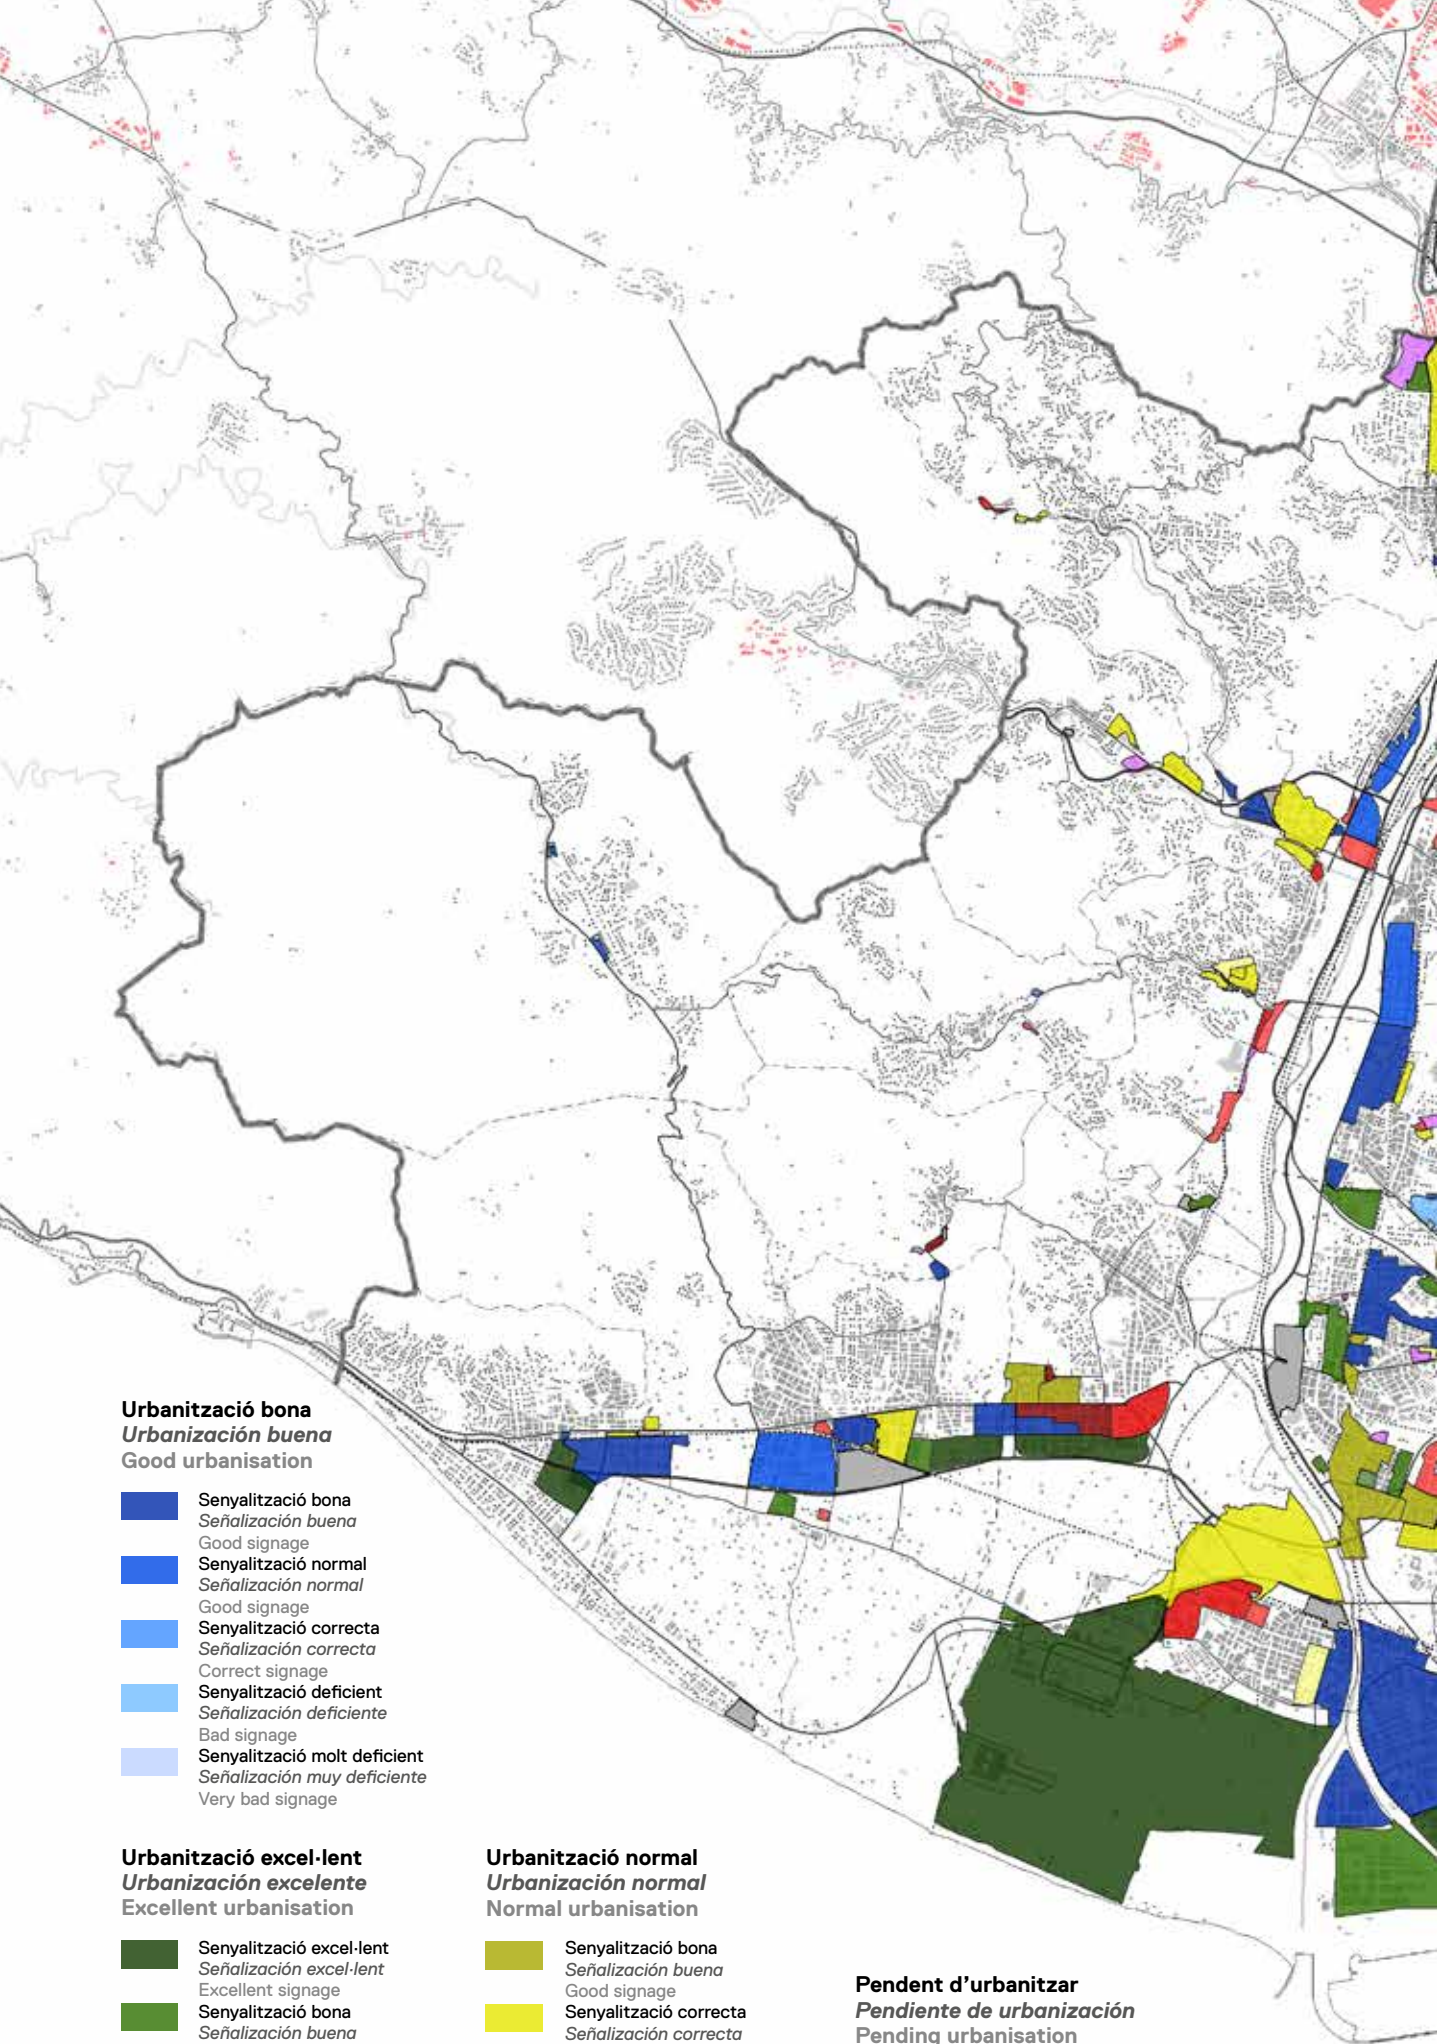 Urbanització bona
Urbanización buena
Good urbanisation
Senyalització bona
Señalización buena
Good signage
Senyalització normal
Señalización normal
Good signage
Senyalització correcta
Señalización correcta
Correct signage
Senyalització deficient
Señalización deficiente
Bad signage
Senyalització molt deficient
Señalización muy deficiente
Very bad signage
Urbanització excel·lent
Urbanización excelente
Excellent urbanisation
Senyalització excel·lent
Señalización excel·lent
Excellent signage
Senyalització bona
Señalización buena
Urbanització normal
Urbanización normal
Normal urbanisation
Senyalització bona
Señalización buena
Good signage
Senyalització correcta
Señalización correcta
Pendent d'urbanitzar
Pendiente de urbanización
Pending urbanisation